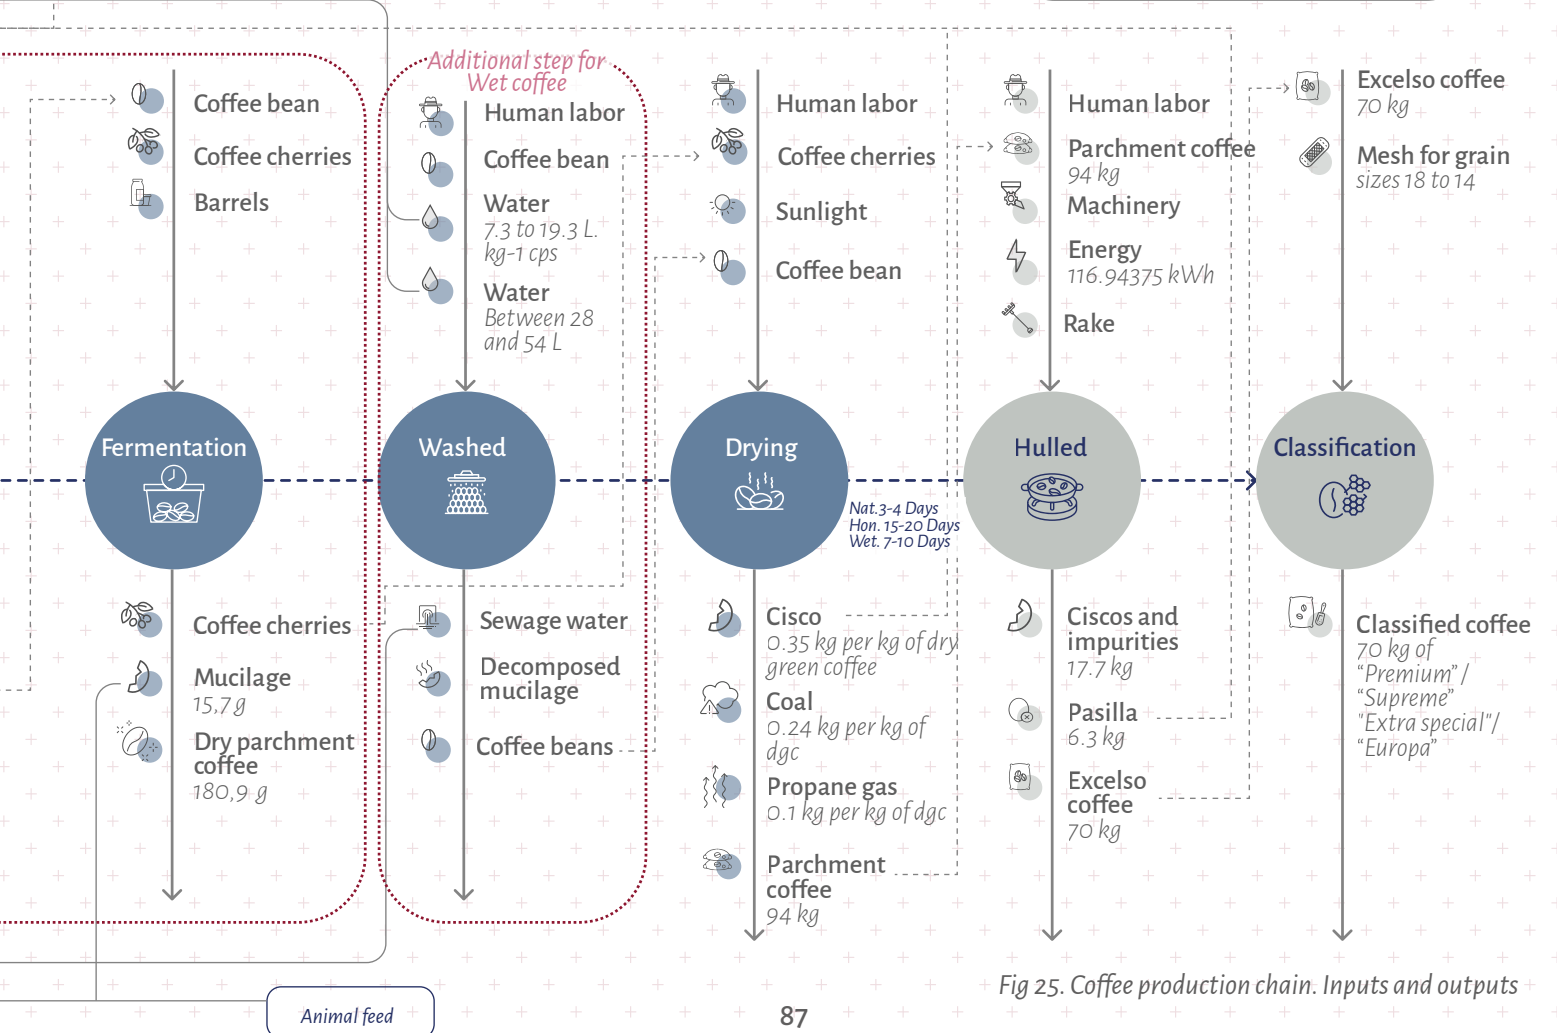 Coffee bean
Coffee cherries
Barrels
Fermentation
Coffee cherries
Mucilage
15,7 g
Dry parchment
coffee
180,9 g
Additional step for
Wet coffee
Human labor
Coffee bean
Water
7.3 to 19.3 L.
kg-1 cps
Water
Between 28
and 54 L
Washed
Sewage water
Decomposed
mucilage
Coffee beans
Human labor
Coffee cherries
Sunlight
Coffee bean
Drying
Nat.3-4 Days
Hon. 15-20 Days
Wet. 7-10 Days
Cisco
0.35 kg per kg of dry
green coffee
Coal
0.24 kg per kg of
dgc
Propane gas
0.1 kg per kg of dgc
Parchment
coffee
94 kg
Human labor
Parchment coffee
94 kg
Machinery
Energy
116.94375 kWh
Rake
Hulled
Ciscos and
impurities
17.7 kg
Pasilla
6.3 kg
Excelso
coffee
70 kg
Excelso coffee
70 kg
Mesh for grain
sizes 18 to 14
Classification
Classified coffee
70 kg of
“Premium” /
“Supreme”
"Extra special"/
“Europa”
Fig 25. Coffee production chain. Inputs and outputs
Animal feed
87